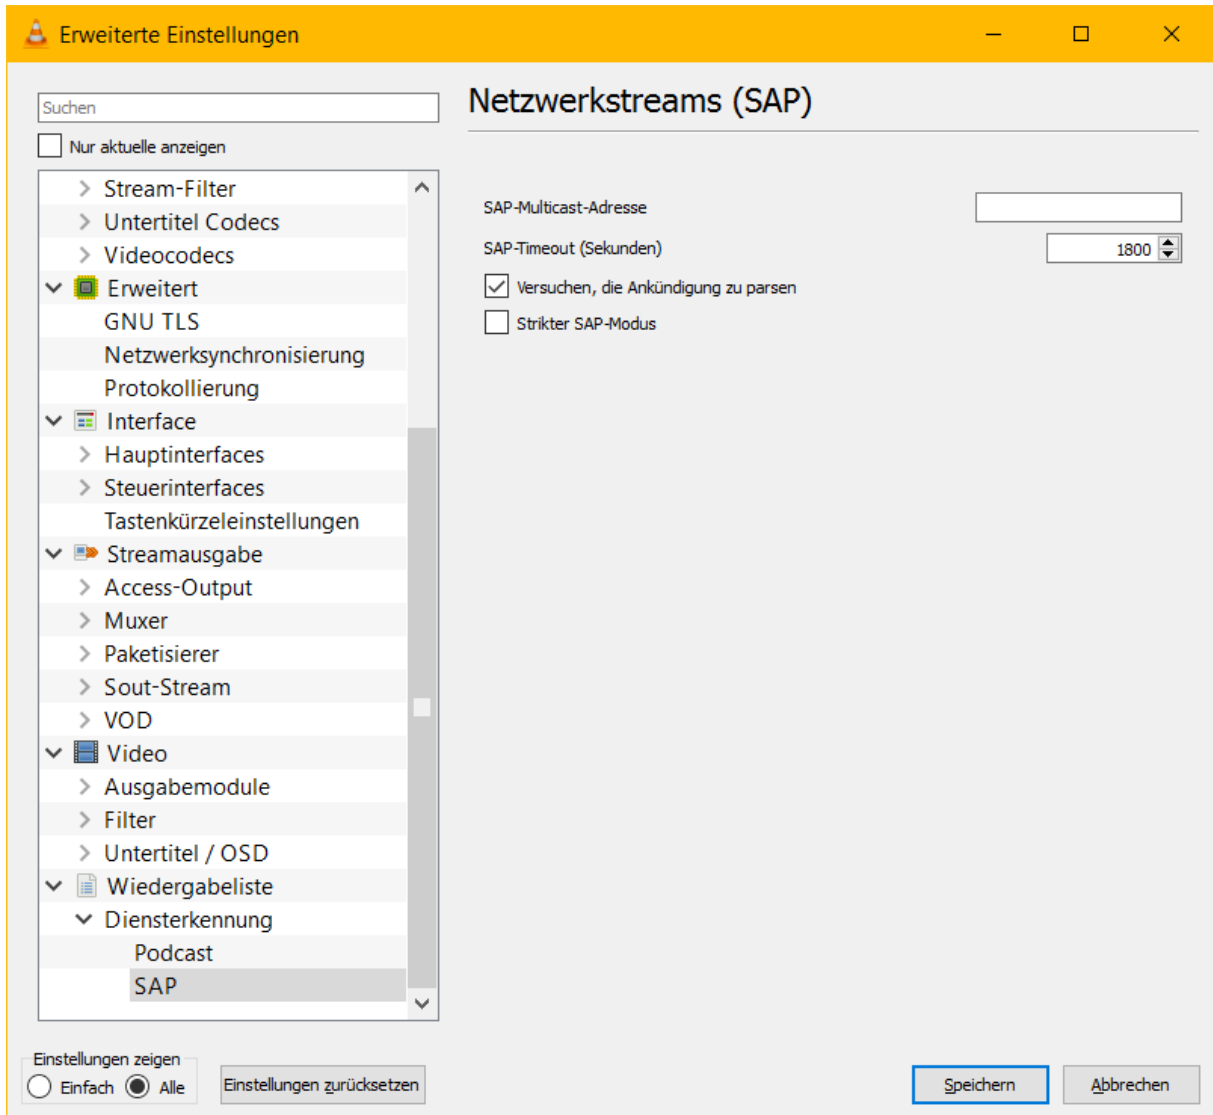 Erweiterte Einstellungen
Suchen
Nur aktuelle anzeigen
Stream-Filter
Untertitel Codecs
Videocodecs
Erweitert
GNU TLS
Netzwerksynchronisierung
Protokollierung
Interface
Hauptinterfaces
Steuerinterfaces
Tastenkürzeleinstellungen
Streamausgabe
Access-Output
Muxer
Paketisierer
Sout-Stream
VOD
Video
Ausgabemodule
Filter
Untertitel / OSD
Wiedergabeliste
Diensterkennung
Podcast
SAP
Netzwerkstreams (SAP)
SAP-Multicast-Adresse
SAP-Timeout (Sekunden) 1800
Versuchen, die Ankündigung zu parsen
Strikter SAP-Modus
Einstellungen zeigen
Einfach Alle
Einstellungen zurücksetzen
Speichern
Abbrechen